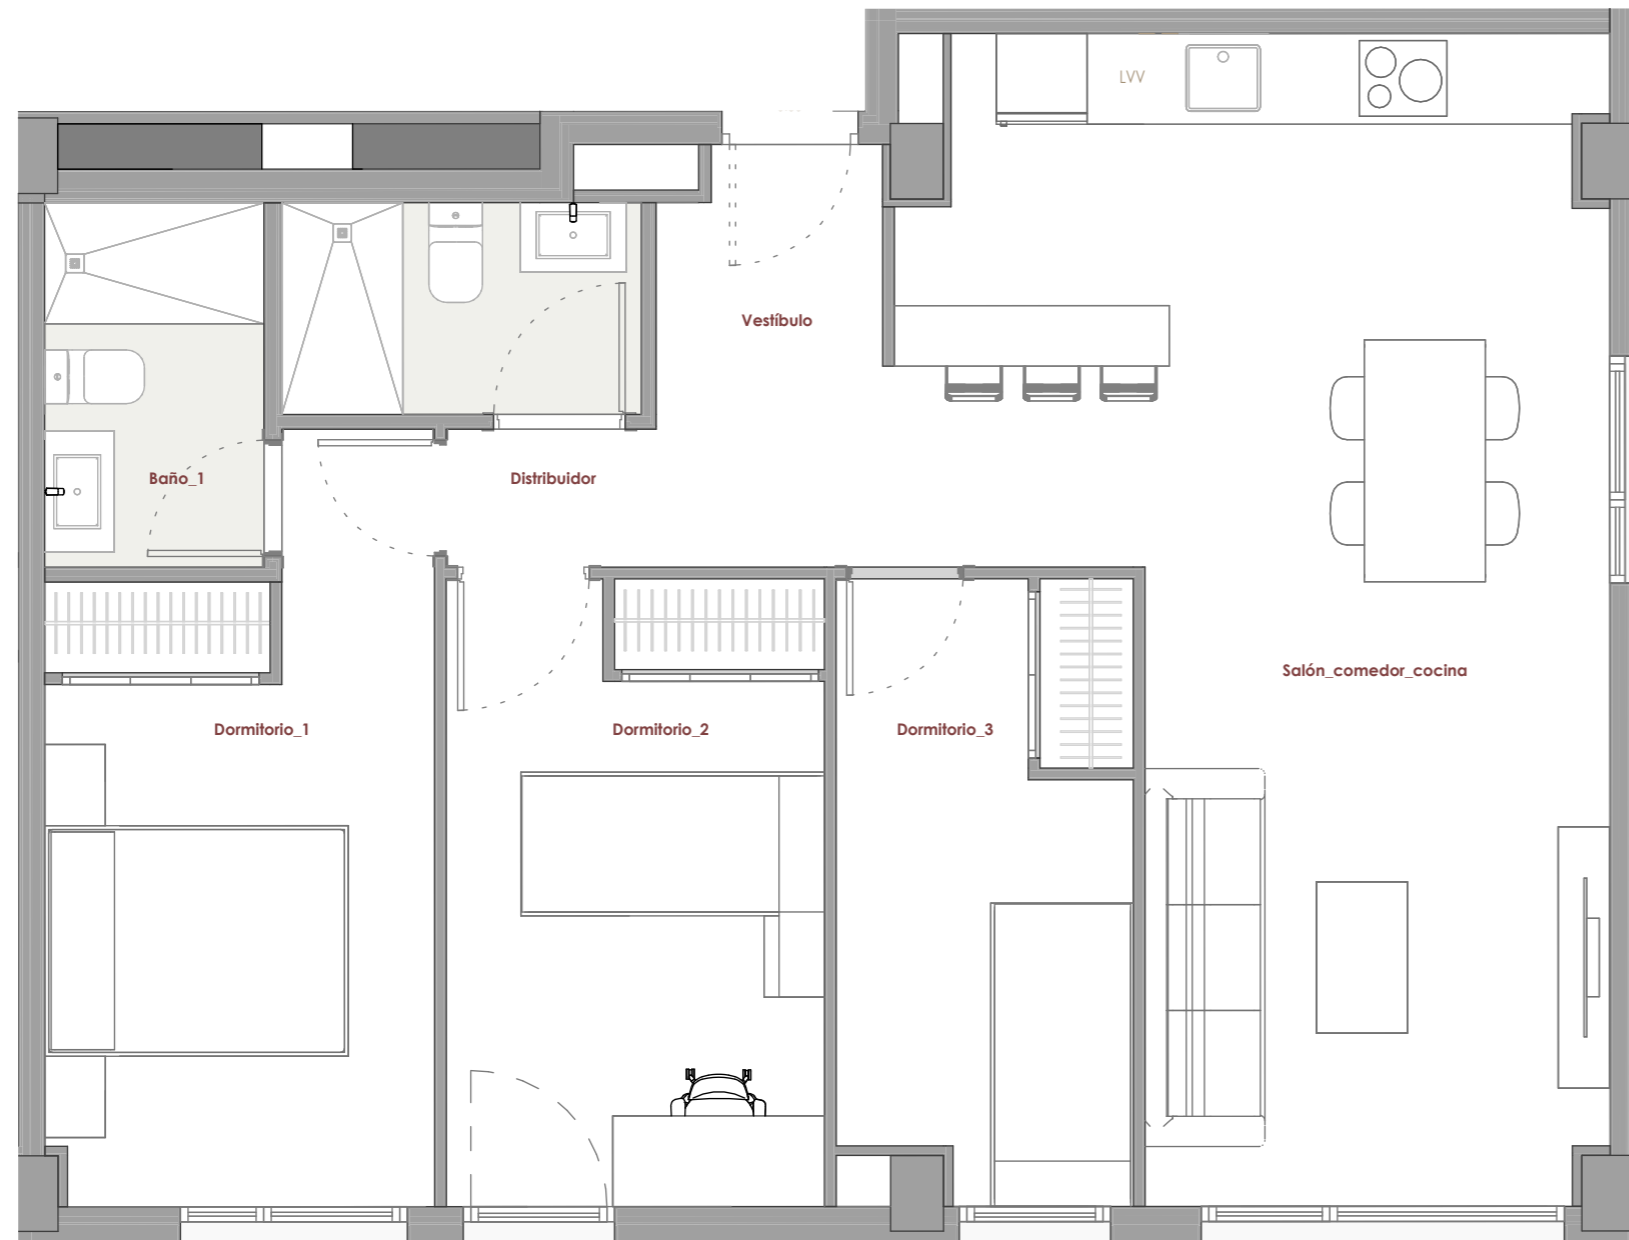 LVV
Vestíbulo
Baño_1
Distribuidor
Salón_comedor_cocina
Dormitorio_1
Dormitorio_2
Dormitorio_3